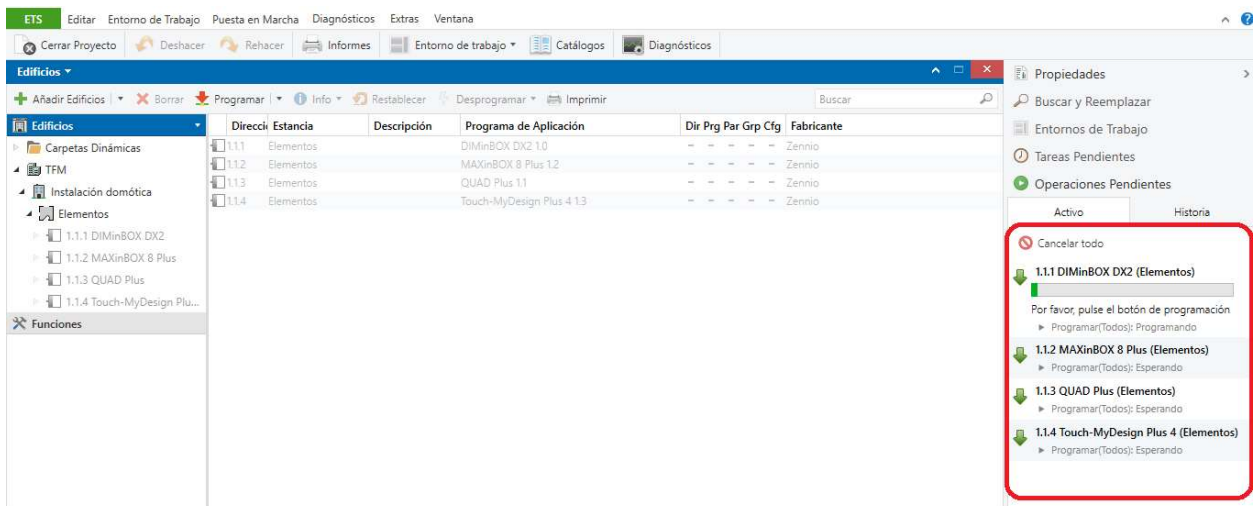 ETS Editar Entorno de Trabajo Puesta en Marcha Diagnósticos Extras Ventana
Cerrar Proyecto Deshacer Rehacer Informes Entorno de trabajo Catálogos Diagnósticos
Edificios
Añadir Edificios Borrar Programar Info Restablecer Desprogramar Imprimir Buscar
Edificios
Carpetas Dinámicas
TFM
Instalación domótica
Elementos
1.1.1 DIMinBOX DX2
1.1.2 MAXinBOX 8 Plus
1.1.3 QUAD Plus
1.1.4 Touch-MyDesign Plu...
Funciones
Direcció Estancia Descripción Programa de Aplicación Dir Prg Par Grp Cfg Fabricante
1.1.1 Elementos DIMinBOX DX2 1.0 - - - - - Zennio
1.1.2 Elementos MAXinBOX 8 Plus 1.2 - - - - - Zennio
1.1.3 Elementos QUAD Plus 1.1 - - - - - Zennio
1.1.4 Elementos Touch-MyDesign Plus 4 1.3 - - - - - Zennio
Propiedades
Buscar y Reemplazar
Entornos de Trabajo
Tareas Pendientes
Operaciones Pendientes
Activo Historia
Cancelar todo
1.1.1 DIMinBOX DX2 (Elementos)
Por favor, pulse el botón de programación
Programar(Todos): Programando
1.1.2 MAXinBOX 8 Plus (Elementos)
Programar(Todos): Esperando
1.1.3 QUAD Plus (Elementos)
Programar(Todos): Esperando
1.1.4 Touch-MyDesign Plus 4 (Elementos)
Programar(Todos): Esperando